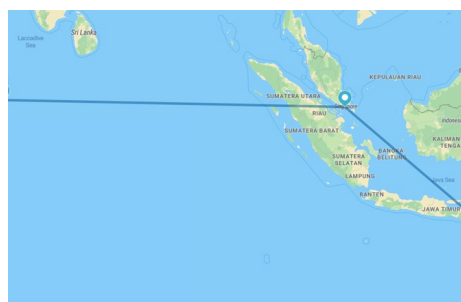 Laccadive
Sea
Sri Lanka
SUMATERA UTARA
KEPULAUAN RIAU
RIAU
SUMATERA BARAT
Indones
KALIMAN
TENGA
BANGKA
BELITUNG
SUMATERA
SELATAN
LAMPUNG
Java Sea
BANTEN
JAWA TIMUR